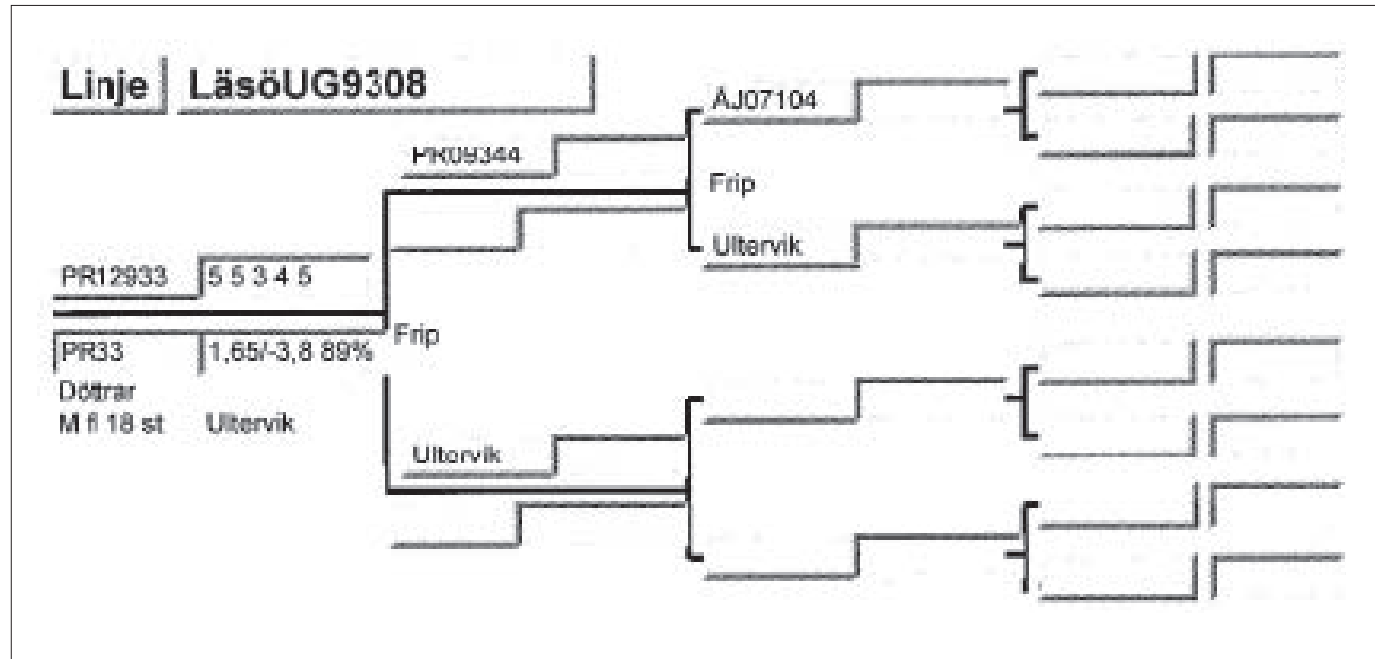 Linje LäsöUG9308
ÅJ07104
PR09344
Frip
Ultervik
PR12933 5 5 3 4 5
Frip
PR33 1,65/-3,8 89%
Döttrar
M fl 18 st Ultervik
Ultervik